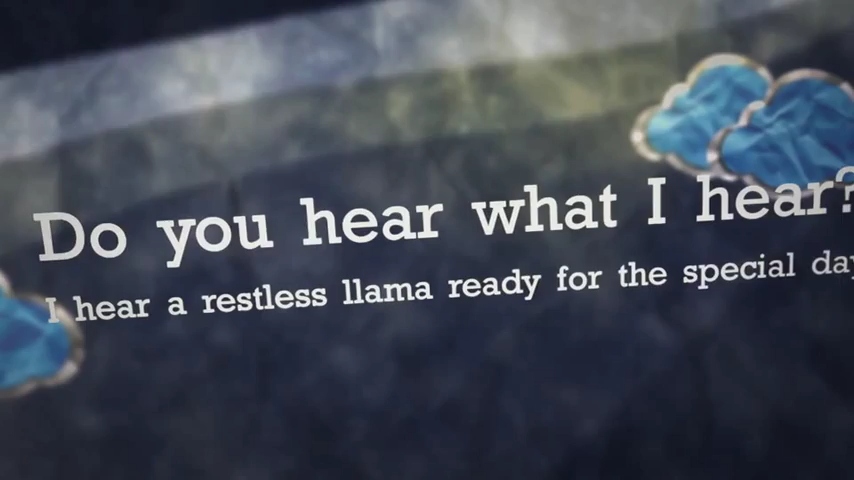 Do you hear what I hear?
I hear a restless llama ready for the special day